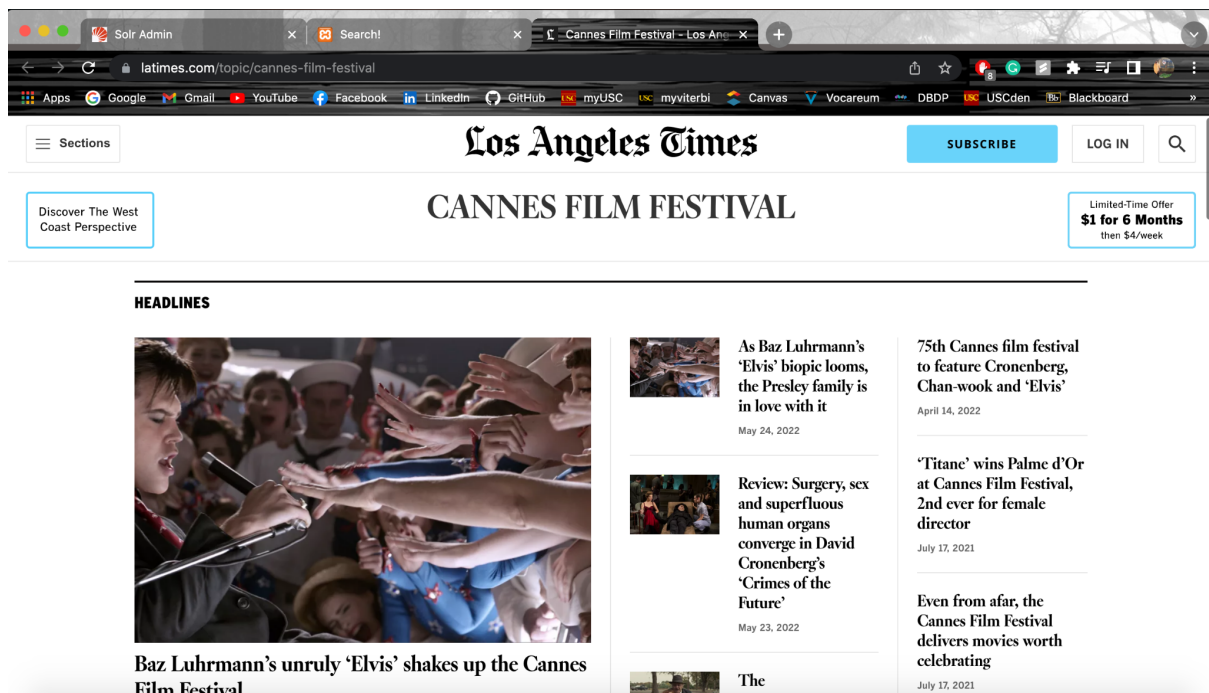 Solr Admin
Search!
Cannes Film Festival - Los Ang
latimes.com/topic/cannes-film-festival
8
Apps Google Gmail YouTube Facebook LinkedIn GitHub myUSC myviterbi Canvas Vocareum DBDP USCden Blackboard »
Sections
Los Angeles Times
SUBSCRIBE
LOG IN
Discover The West
Coast Perspective
CANNES FILM FESTIVAL
Limited-Time Offer
$1 for 6 Months
then $4/week
HEADLINES
Baz Luhrmann’s unruly ‘Elvis’ shakes up the Cannes
Film Festival
As Baz Luhrmann’s
‘Elvis’ biopic looms,
the Presley family is
in love with it
May 24, 2022
Review: Surgery, sex
and superfluous
human organs
converge in David
Cronenberg’s
‘Crimes of the
Future’
May 23, 2022
The
75th Cannes film festival
to feature Cronenberg,
Chan-wook and ‘Elvis’
April 14, 2022
‘Titane’ wins Palme d’Or
at Cannes Film Festival,
2nd ever for female
director
July 17, 2021
Even from afar, the
Cannes Film Festival
delivers movies worth
celebrating
July 17, 2021